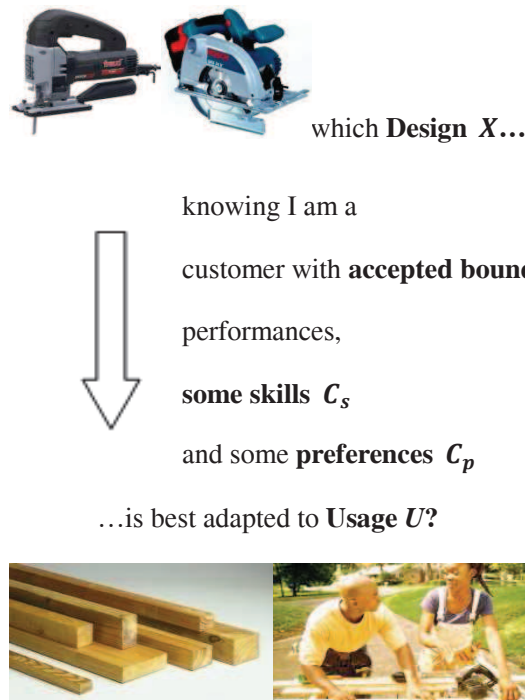 which Design X…
knowing I am a
customer with accepted bound
performances,
some skills Cₛ
and some preferences Cₚ
…is best adapted to Usage U?